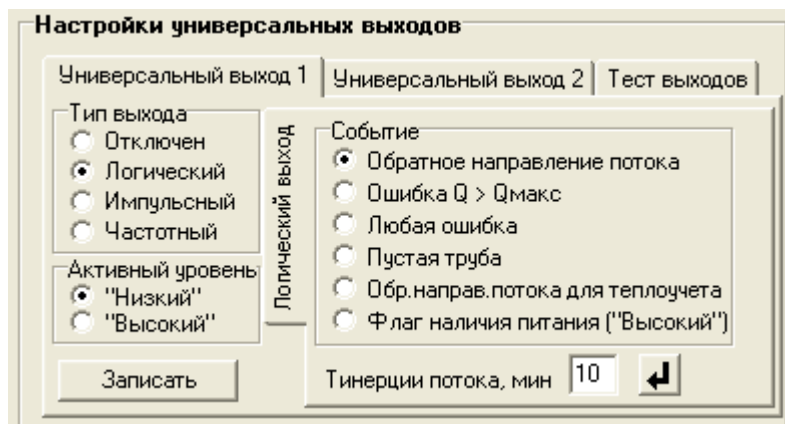 Настройки универсальных выходов
Универсальный выход 1
Универсальный выход 2
Тест выходов
Тип выхода
Отключен
Логический
Импульсный
Частотный
Активный уровень
"Низкий"
"Высокий"
Записать
Логический выход
Событие
Обратное направление потока
Ошибка Q > Qмакс
Любая ошибка
Пустая труба
Обр.направ.потока для теплоучета
Флаг наличия питания ("Высокий")
Тинерции потока, мин 10